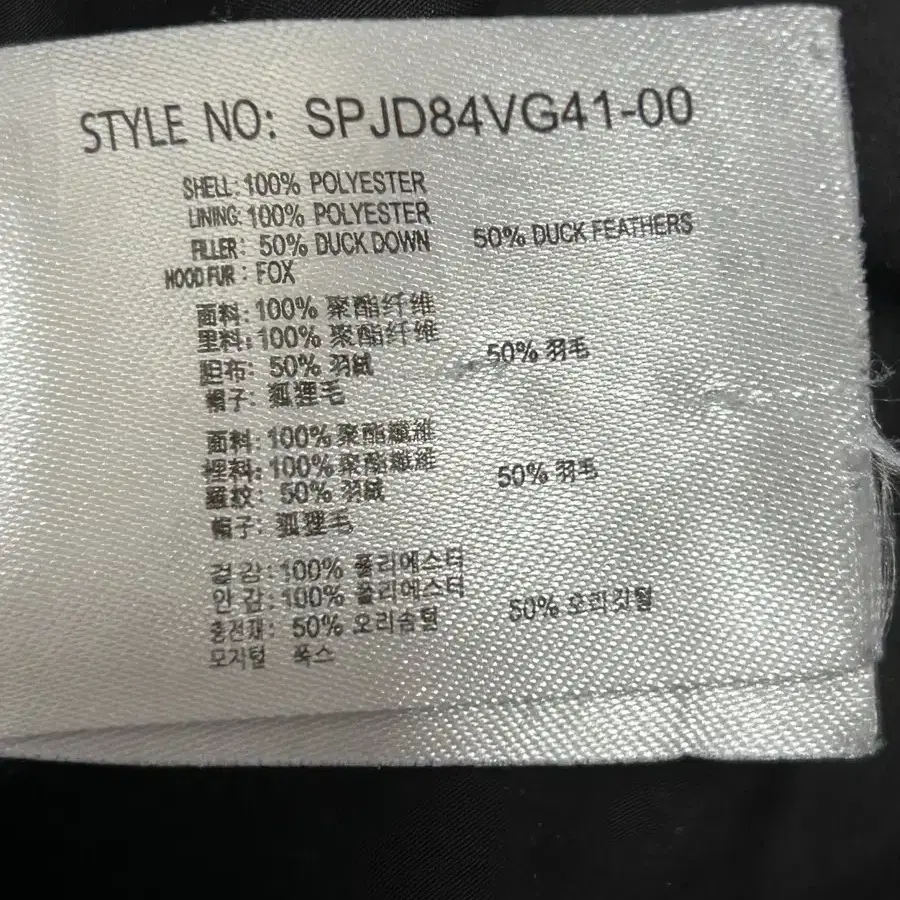 STYLE NO: SPJD84VG41-00
SHELL: 100% POLYESTER
LINING: 100% POLYESTER
FILLER: 50% DUCK DOWN 50% DUCK FEATHERS
HOOD FUR: FOX
面料: 100% 聚酯纤维
里料: 100% 聚酯纤维
胆布: 50% 羽絨 50% 羽毛
帽子: 狐狸毛
面料: 100% 聚酯纖維
裡料: 100% 聚酯纖維
羅紋: 50% 羽絨 50% 羽毛
帽子: 狐狸毛
겉감: 100% 폴리에스터
안감: 100% 폴리에스터
충전재: 50% 오리솜털 50% 오리깃털
모자털 폭스